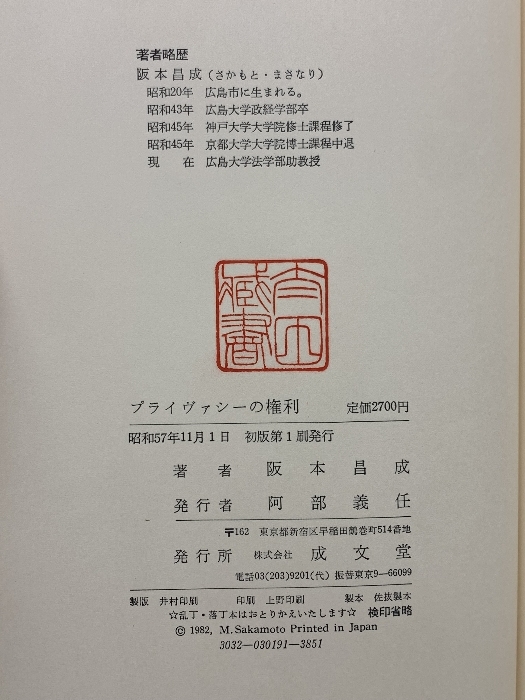 著者略歴
阪本昌成（さかもと・まさなり）
昭和20年 広島市に生まれる。
昭和43年 広島大学政経学部卒
昭和45年 神戸大学大学院修士課程修了
昭和45年 京都大学大学院博士課程中退
現 在 広島大学法学部助教授
蔵書
プライヴァシーの権利 定価2700円
昭和57年11月1日 初版第1刷発行
著者 阪本昌成
発行者 阿部義任
〒162 東京都新宿区早稲田鶴巻町514番地
発行所 株式会社 成文堂
電話03(203)9201(代) 振替東京9―66099
製版 井村印刷 印刷 上野印刷 製本 佐抜製本
☆乱丁・落丁本はおとりかえいたします☆ 検印省略
© 1982, M. Sakamoto Printed in Japan
3032―030191―3851